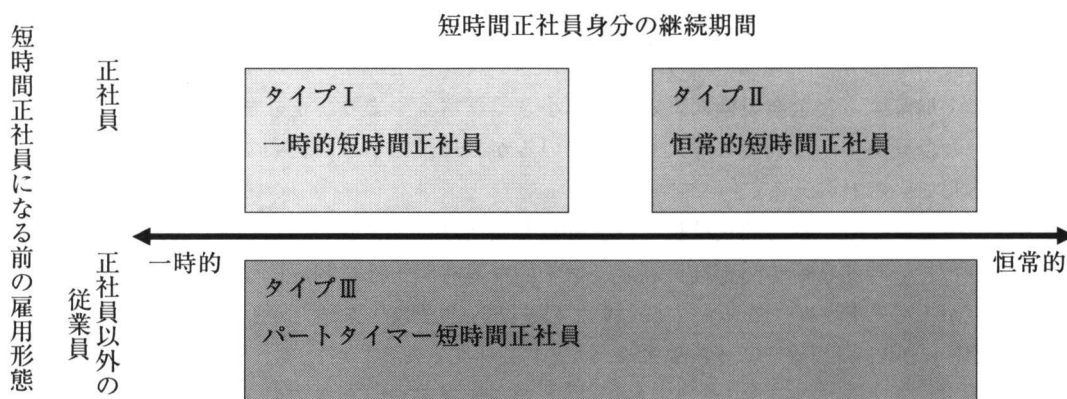 短時間正社員身分の継続期間
短時間正社員になる前の雇用形態
正社員
タイプⅠ
一時的短時間正社員
タイプⅡ
恒常的短時間正社員
一時的
恒常的
正社員以外の
従業員
タイプⅢ
パートタイマー短時間正社員